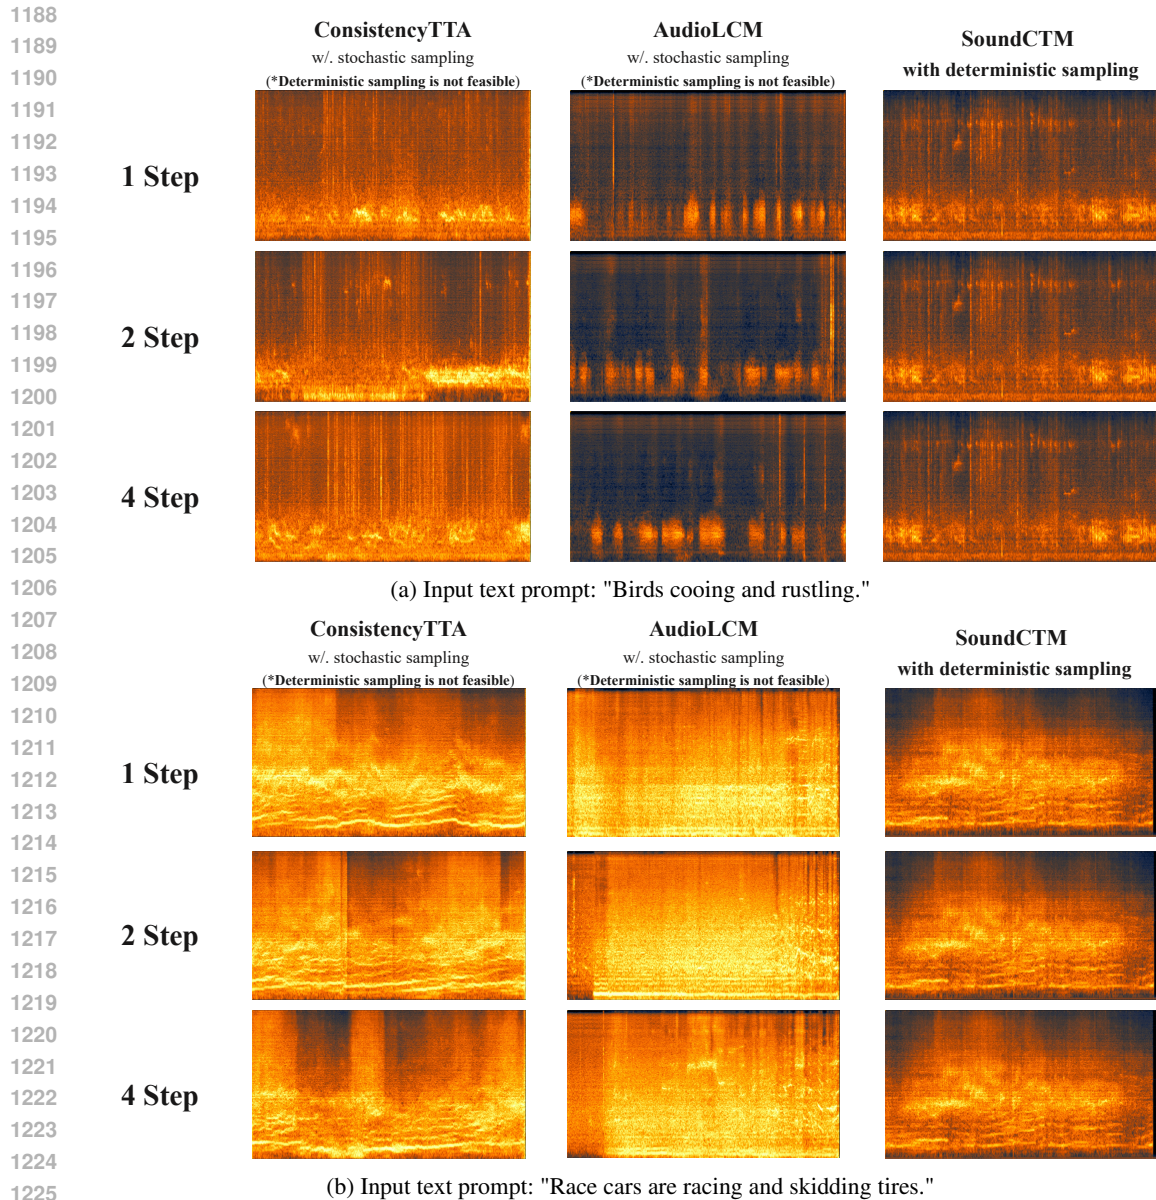 1188
1189
1190
1191
1192
1193
1194
1195
1196
1197
1198
1199
1200
1201
1202
1203
1204
1205
1206
1207
1208
1209
1210
1211
1212
1213
1214
1215
1216
1217
1218
1219
1220
1221
1222
1223
1224
1225
ConsistencyTTA
w/. stochastic sampling
(*Deterministic sampling is not feasible)
AudioLCM
w/. stochastic sampling
(*Deterministic sampling is not feasible)
SoundCTM
with deterministic sampling
1 Step
2 Step
4 Step
(a) Input text prompt: "Birds cooing and rustling."
ConsistencyTTA
w/. stochastic sampling
(*Deterministic sampling is not feasible)
AudioLCM
w/. stochastic sampling
(*Deterministic sampling is not feasible)
SoundCTM
with deterministic sampling
1 Step
2 Step
4 Step
(b) Input text prompt: "Race cars are racing and skidding tires."